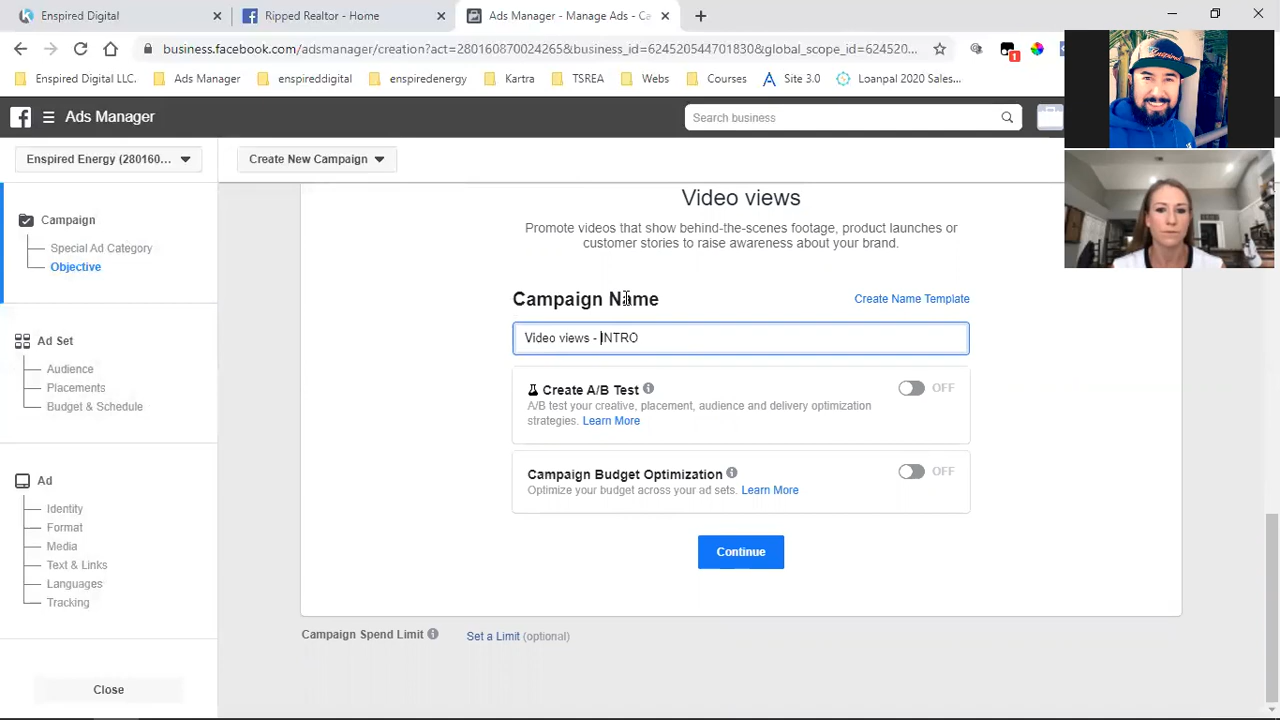 Enspired Digital
Ripped Realtor - Home
Ads Manager - Manage Ads - Ca
business.facebook.com/adsmanager/creation?act=280160870024265&business_id=624520544701830&global_scope_id=62452...
Enspired Digital LLC.
Ads Manager
enspireddigital
Kartra
TSREA
Webs
Courses
Site 3.0
Lompal 2020 Sales...
1
Ads Manager
Search business
Enspired Energy (280160...
Create New Campaign
Campaign
Special Ad Category
Objective
Ad Set
Audience
Placements
Budget & Schedule
Ad
Identity
Format
Media
Text & Links
Languages
Tracking
Close
Video views
Promote videos that show behind-the-scenes footage, product launches or
customer stories to raise awareness about your brand.
Campaign Name
Create Name Template
Video views - INTRO
Create A/B Test
OFF
A/B test your creative, placement, audience and delivery optimization
strategies. Learn More
Campaign Budget Optimization
OFF
Optimize your budget across your ad sets. Learn More
Continue
Campaign Spend Limit
Set a Limit (optional)